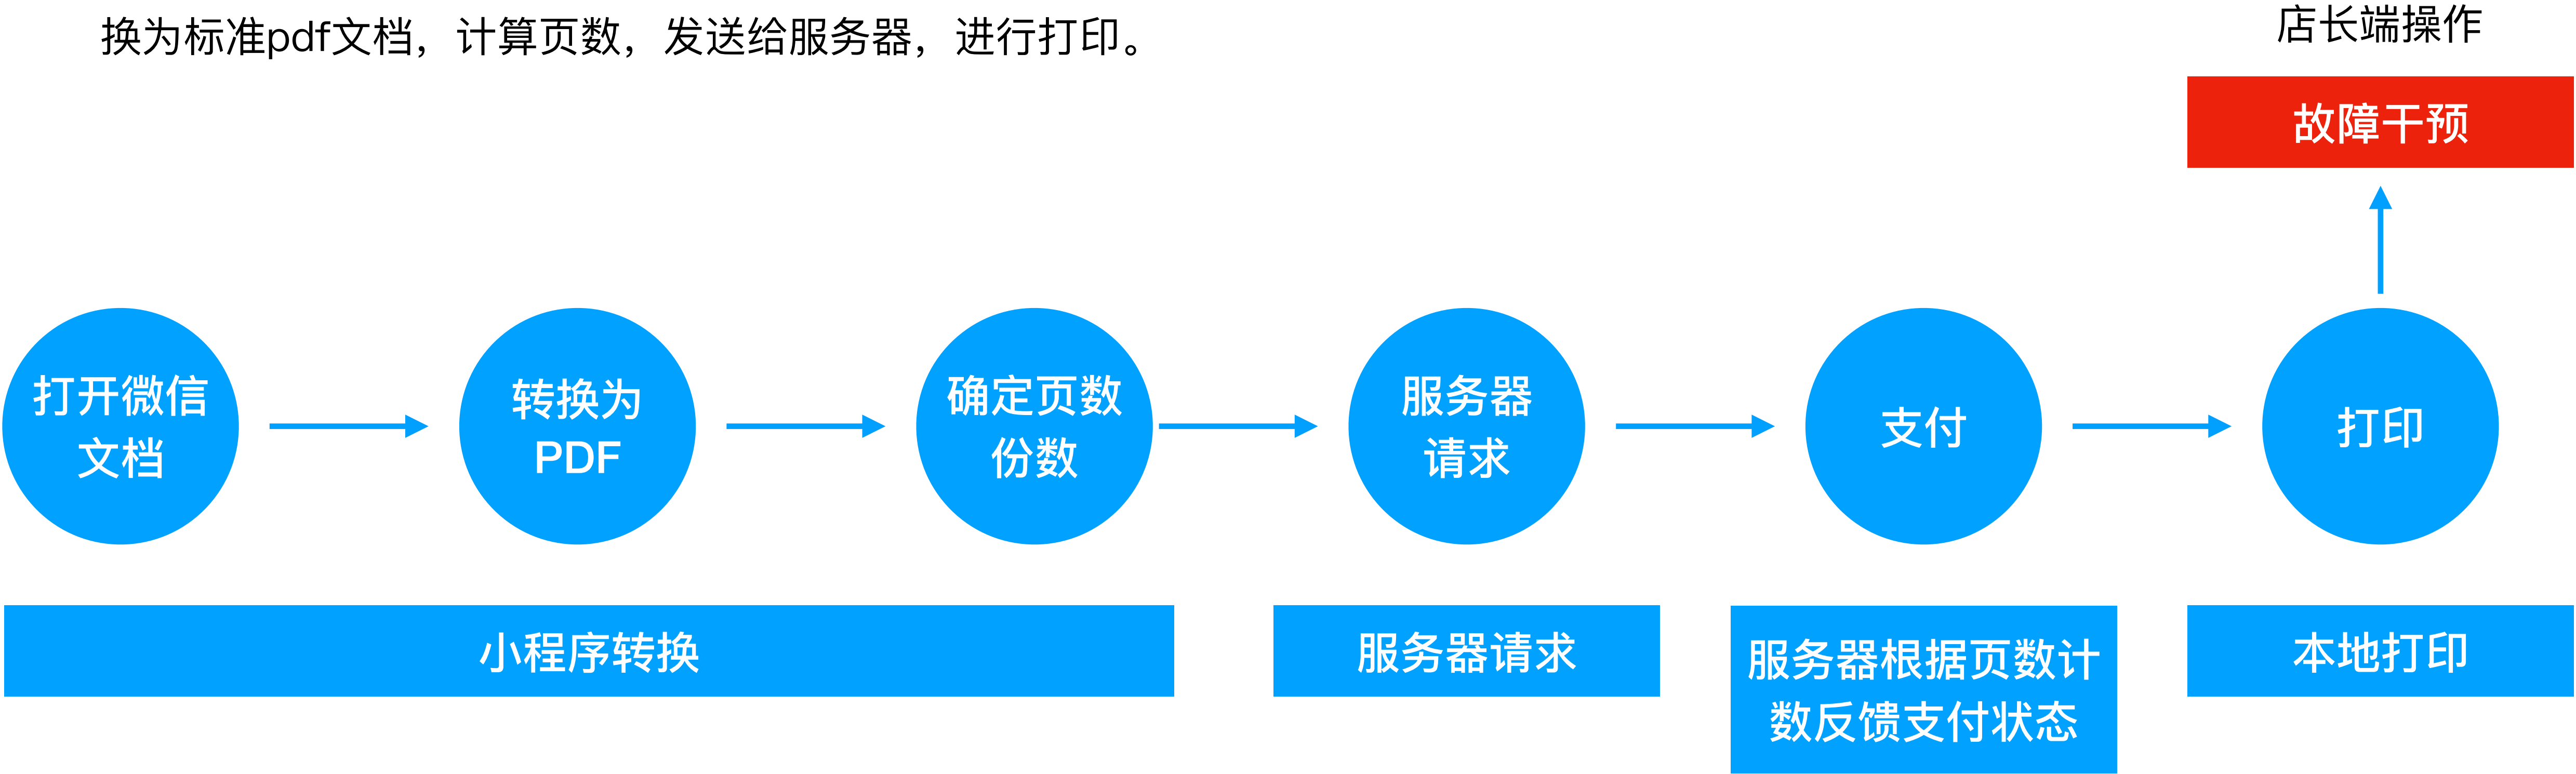 换为标准pdf文档，计算页数，发送给服务器，进行打印。
店长端操作
故障干预
打开微信
文档
转换为
PDF
确定页数
份数
服务器
请求
支付
打印
小程序转换
服务器请求
服务器根据页数计
数反馈支付状态
本地打印